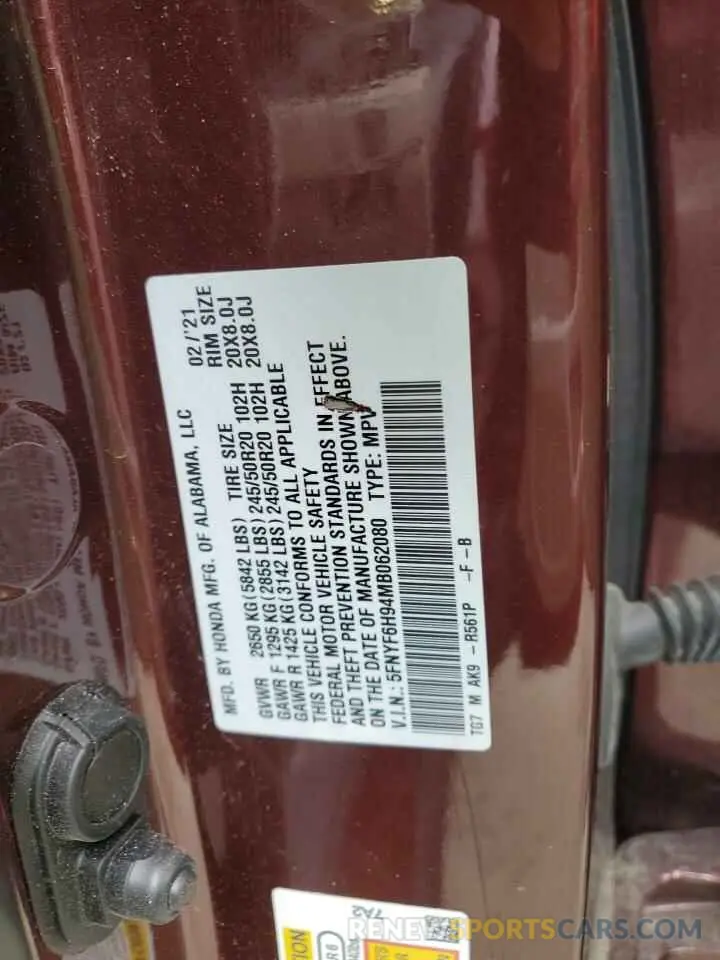 MFD. BY HONDA MFG. OF ALABAMA, LLC 02/'21
GVWR 2650 KG(5842 LBS) TIRE SIZE RIM SIZE
GAWR F 1295 KG(2855 LBS) 245/50R20 102H 20X8.0J
GAWR R 1425 KG(3142 LBS) 245/50R20 102H 20X8.0J
THIS VEHICLE CONFORMS TO ALL APPLICABLE
FEDERAL MOTOR VEHICLE SAFETY
AND THEFT PREVENTION STANDARDS IN EFFECT
ON THE DATE OF MANUFACTURE SHOWN ABOVE.
V.I.N.: 5FNYF6H94MB062080 TYPE: MPV
TG7 M AK9 - R561P -F-B
RENEWSPORTSCARS.COM